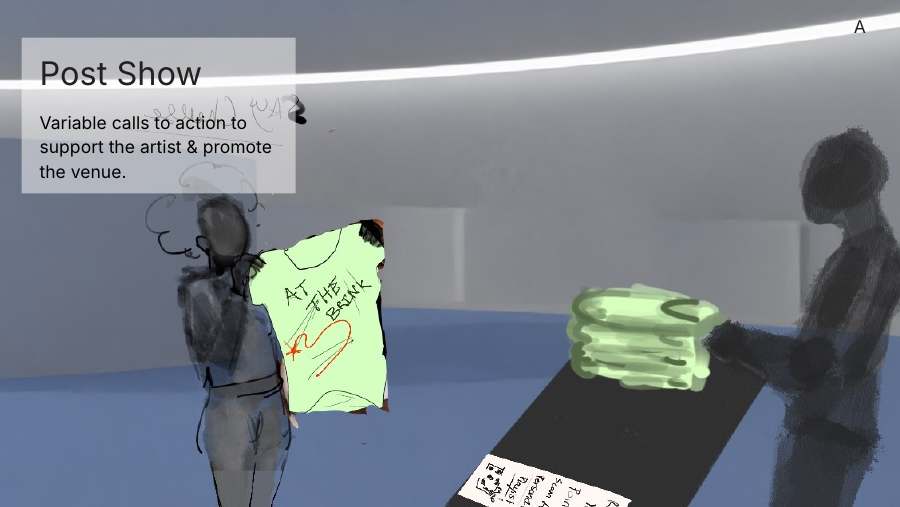 A
Post Show
Variable calls to action to
support the artist & promote
the venue.
AT
THE
BRINK